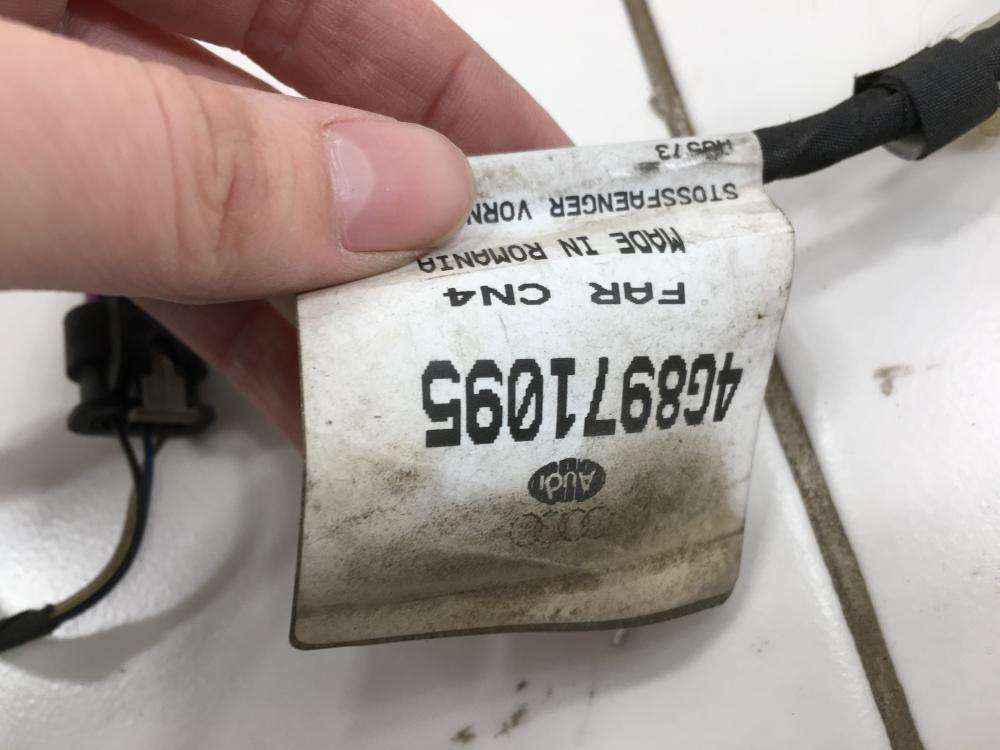 Audi
4G8971095
FAR CN4
MADE IN ROMANIA
STOSSFAENGER VORN